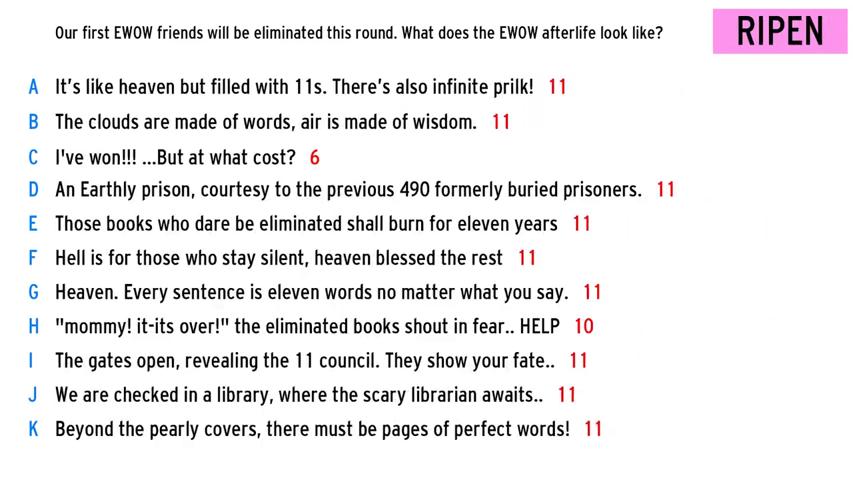 Our first EWOW friends will be eliminated this round. What does the EWOW afterlife look like?
RIPEN
A It's like heaven but filled with 11s. There's also infinite prilk! 11
B The clouds are made of words, air is made of wisdom. 11
C I've won!!! ...But at what cost? 6
D An Earthly prison, courtesy to the previous 490 formerly buried prisoners. 11
E Those books who dare be eliminated shall burn for eleven years 11
F Hell is for those who stay silent, heaven blessed the rest 11
G Heaven. Every sentence is eleven words no matter what you say. 11
H "mommy! it-its over!" the eliminated books shout in fear.. HELP 10
I The gates open, revealing the 11 council. They show your fate.. 11
J We are checked in a library, where the scary librarian awaits.. 11
K Beyond the pearly covers, there must be pages of perfect words! 11